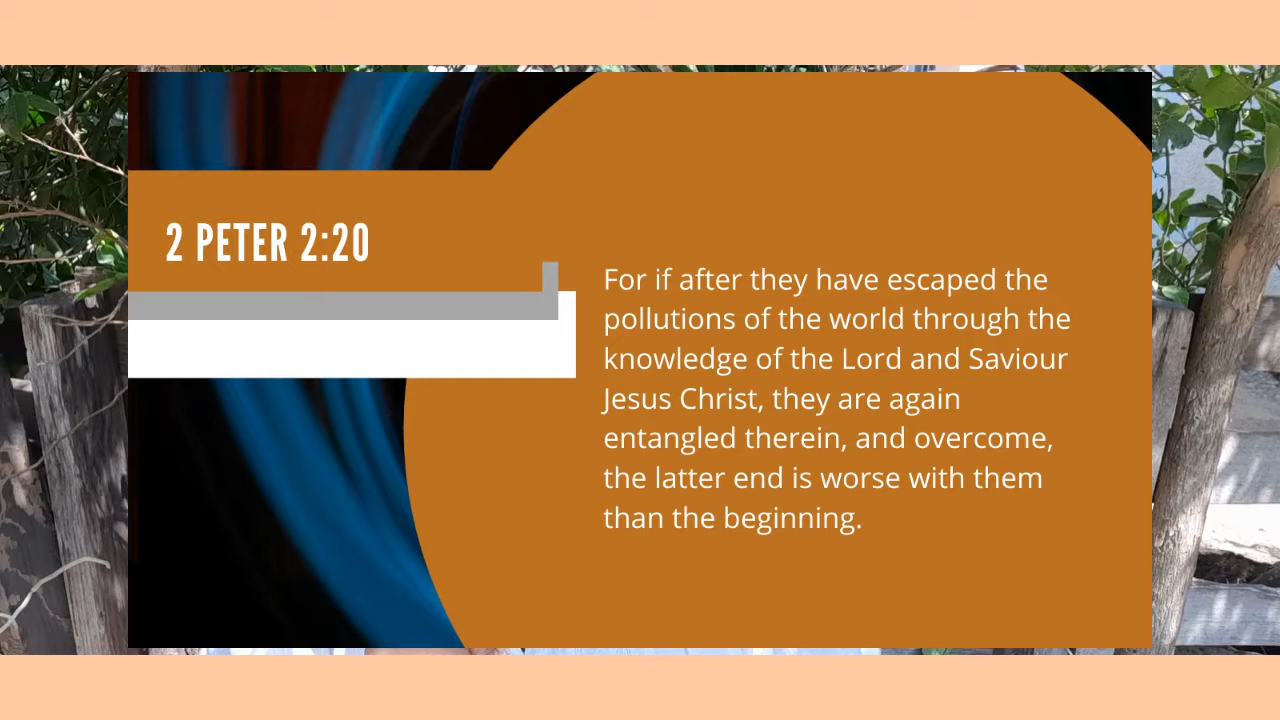 2 PETER 2:20
For if after they have escaped the
pollutions of the world through the
knowledge of the Lord and Saviour
Jesus Christ, they are again
entangled therein, and overcome,
the latter end is worse with them
than the beginning.